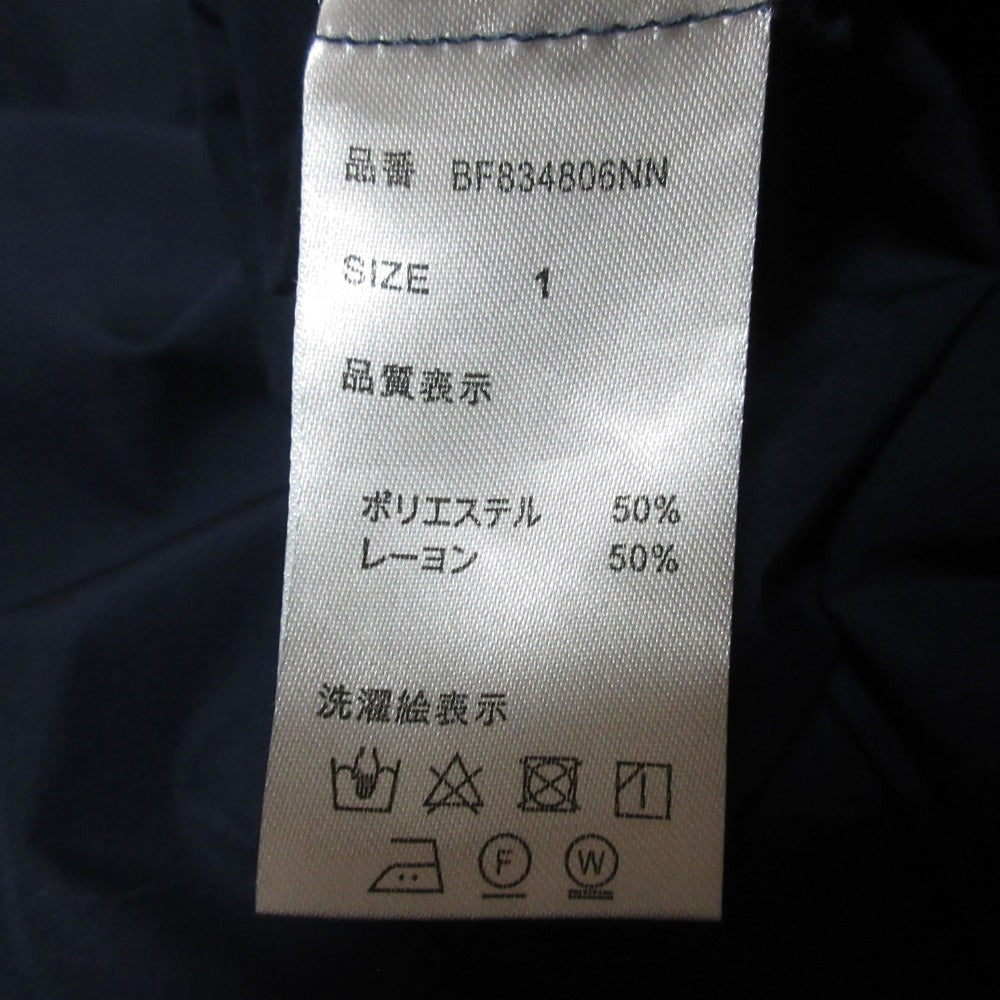 品番 BF834806NN
SIZE 1
品質表示
ポリエステル 50%
レーヨン 50%
洗濯絵表示
F W